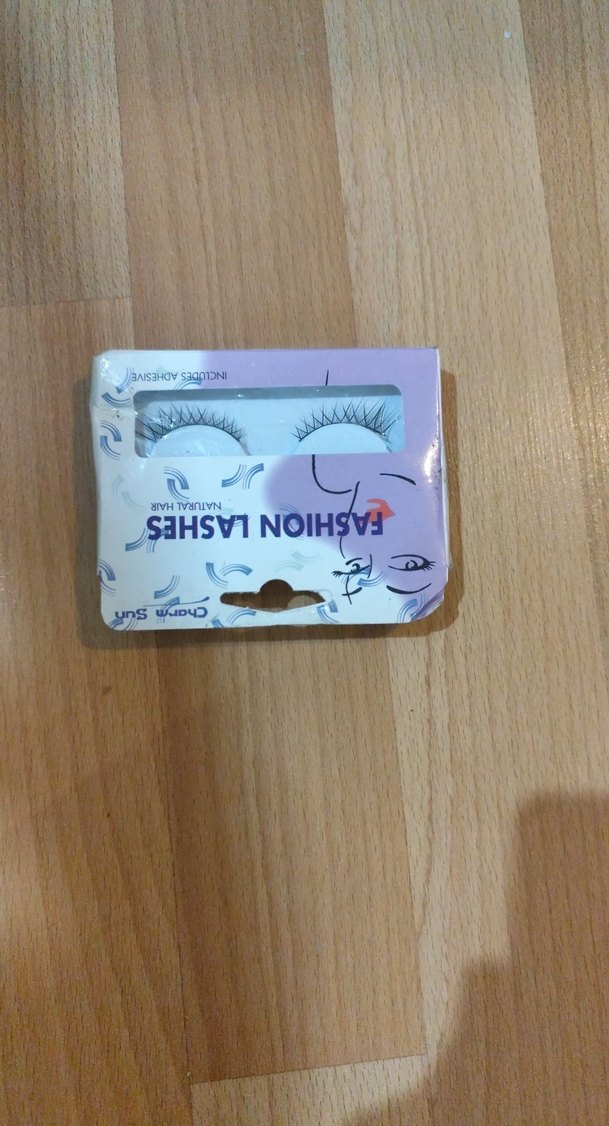 Charm Sun
FASHION LASHES
NATURAL HAIR
INCLUDES ADHESIVE